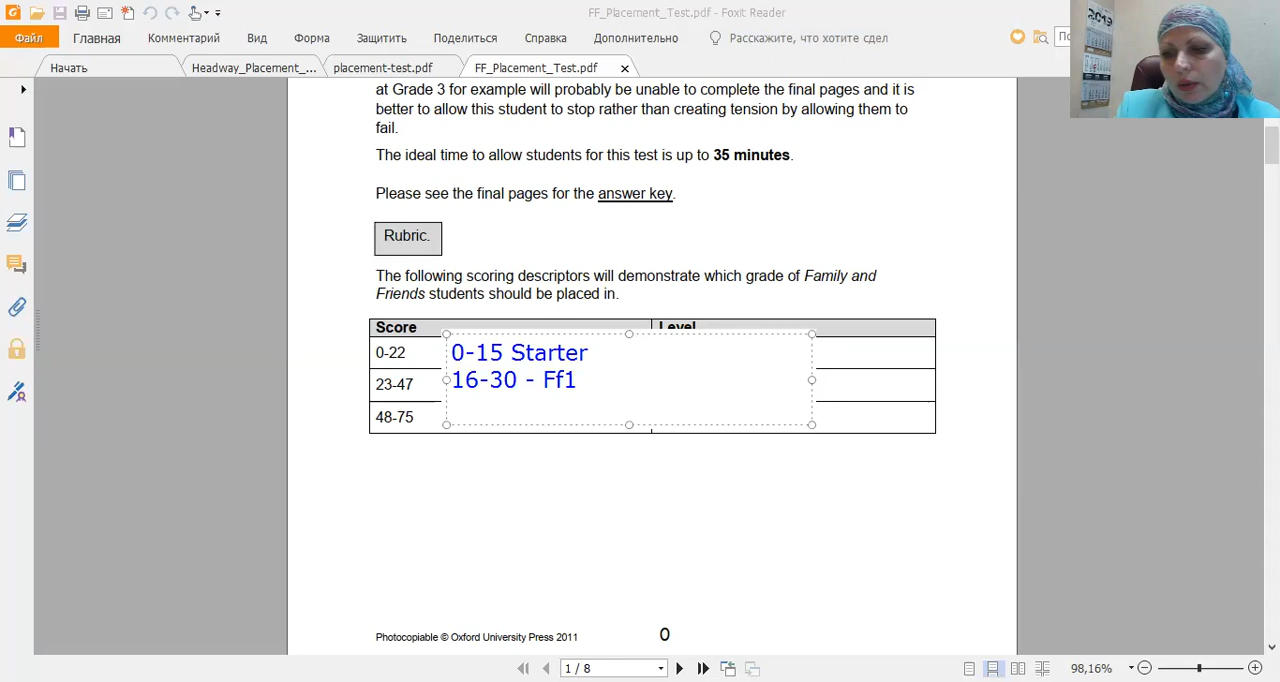 FF_Placement_Test.pdf - Foxit Reader
Файл Главная Комментарий Вид Форма Защитить Поделиться Справка Дополнительно Расскажите, что хотите сдел
Начать Headway_Placement_... placementtest.pdf FF_Placement_Test.pdf
2019
at Grade 3 for example will probably be unable to complete the final pages and it is
better to allow this student to stop rather than creating tension by allowing them to
fail.
The ideal time to allow students for this test is up to 35 minutes.
Please see the final pages for the answer key.
Rubric.
The following scoring descriptors will demonstrate which grade of Family and
Friends students should be placed in.
Score Level
0-22
23-47
48-75
0-15 Starter
16-30 - Ff1
Photocopiable © Oxford University Press 2011 0
1 / 8 98,16%